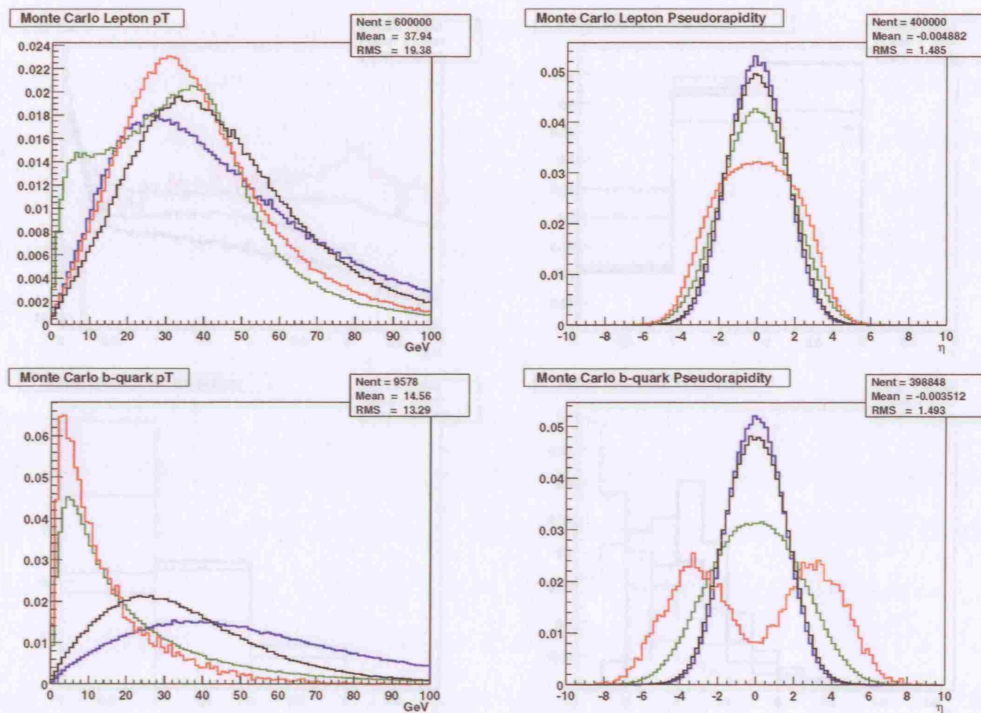 Monte Carlo Lepton pT
Nent = 600000
Mean = 37.94
RMS = 19.38
0.024
0.022
0.02
0.018
0.016
0.014
0.012
0.01
0.008
0.006
0.004
0.002
0
0 10 20 30 40 50 60 70 80 90 100
GeV
Monte Carlo Lepton Pseudorapidity
Nent = 400000
Mean = -0.004882
RMS = 1.485
0.05
0.04
0.03
0.02
0.01
0
-10 -8 -6 -4 -2 0 2 4 6 8 10
η
Monte Carlo b-quark pT
Nent = 9578
Mean = 14.56
RMS = 13.29
0.06
0.05
0.04
0.03
0.02
0.01
0
0 10 20 30 40 50 60 70 80 90 100
GeV
Monte Carlo b-quark Pseudorapidity
Nent = 398848
Mean = -0.003512
RMS = 1.493
0.05
0.04
0.03
0.02
0.01
0
-10 -8 -6 -4 -2 0 2 4 6 8 10
η